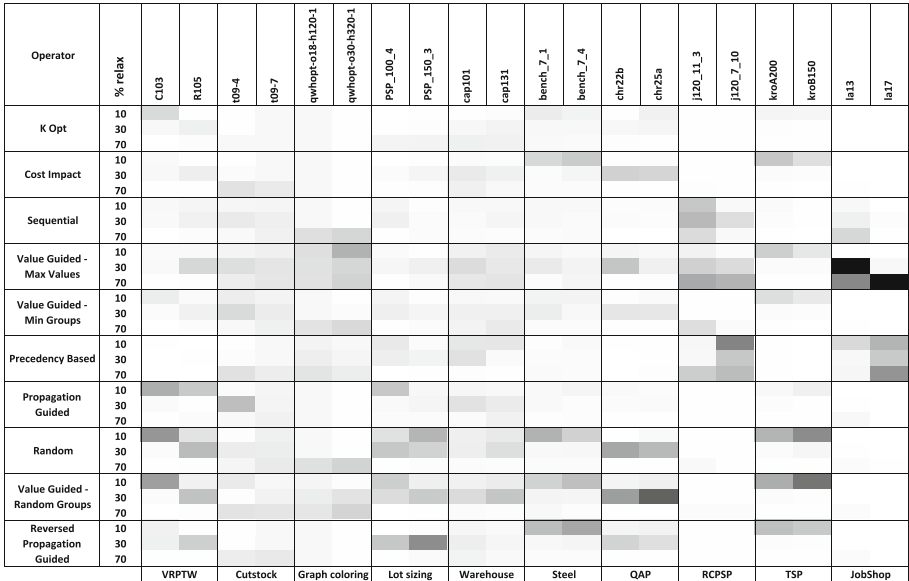 Operator
% relax
C103
R105
t09-4
t09-7
qwhopt-o18-h120-1
qwhopt-o30-h320-1
PSP_100_4
PSP_150_3
cap101
cap131
bench_7_1
bench_7_4
chr22b
chr25a
j120_11_3
j120_7_10
kroA200
kroB150
la13
la17
K Opt
10
30
70
Cost Impact
10
30
70
Sequential
10
30
70
Value Guided -
Max Values
10
30
70
Value Guided -
Min Groups
10
30
70
Precedency Based
10
30
70
Propagation
Guided
10
30
70
Random
10
30
70
Value Guided -
Random Groups
10
30
70
Reversed
Propagation
Guided
10
30
70
VRPTW
Cutstock
Graph coloring
Lot sizing
Warehouse
Steel
QAP
RCPSP
TSP
JobShop